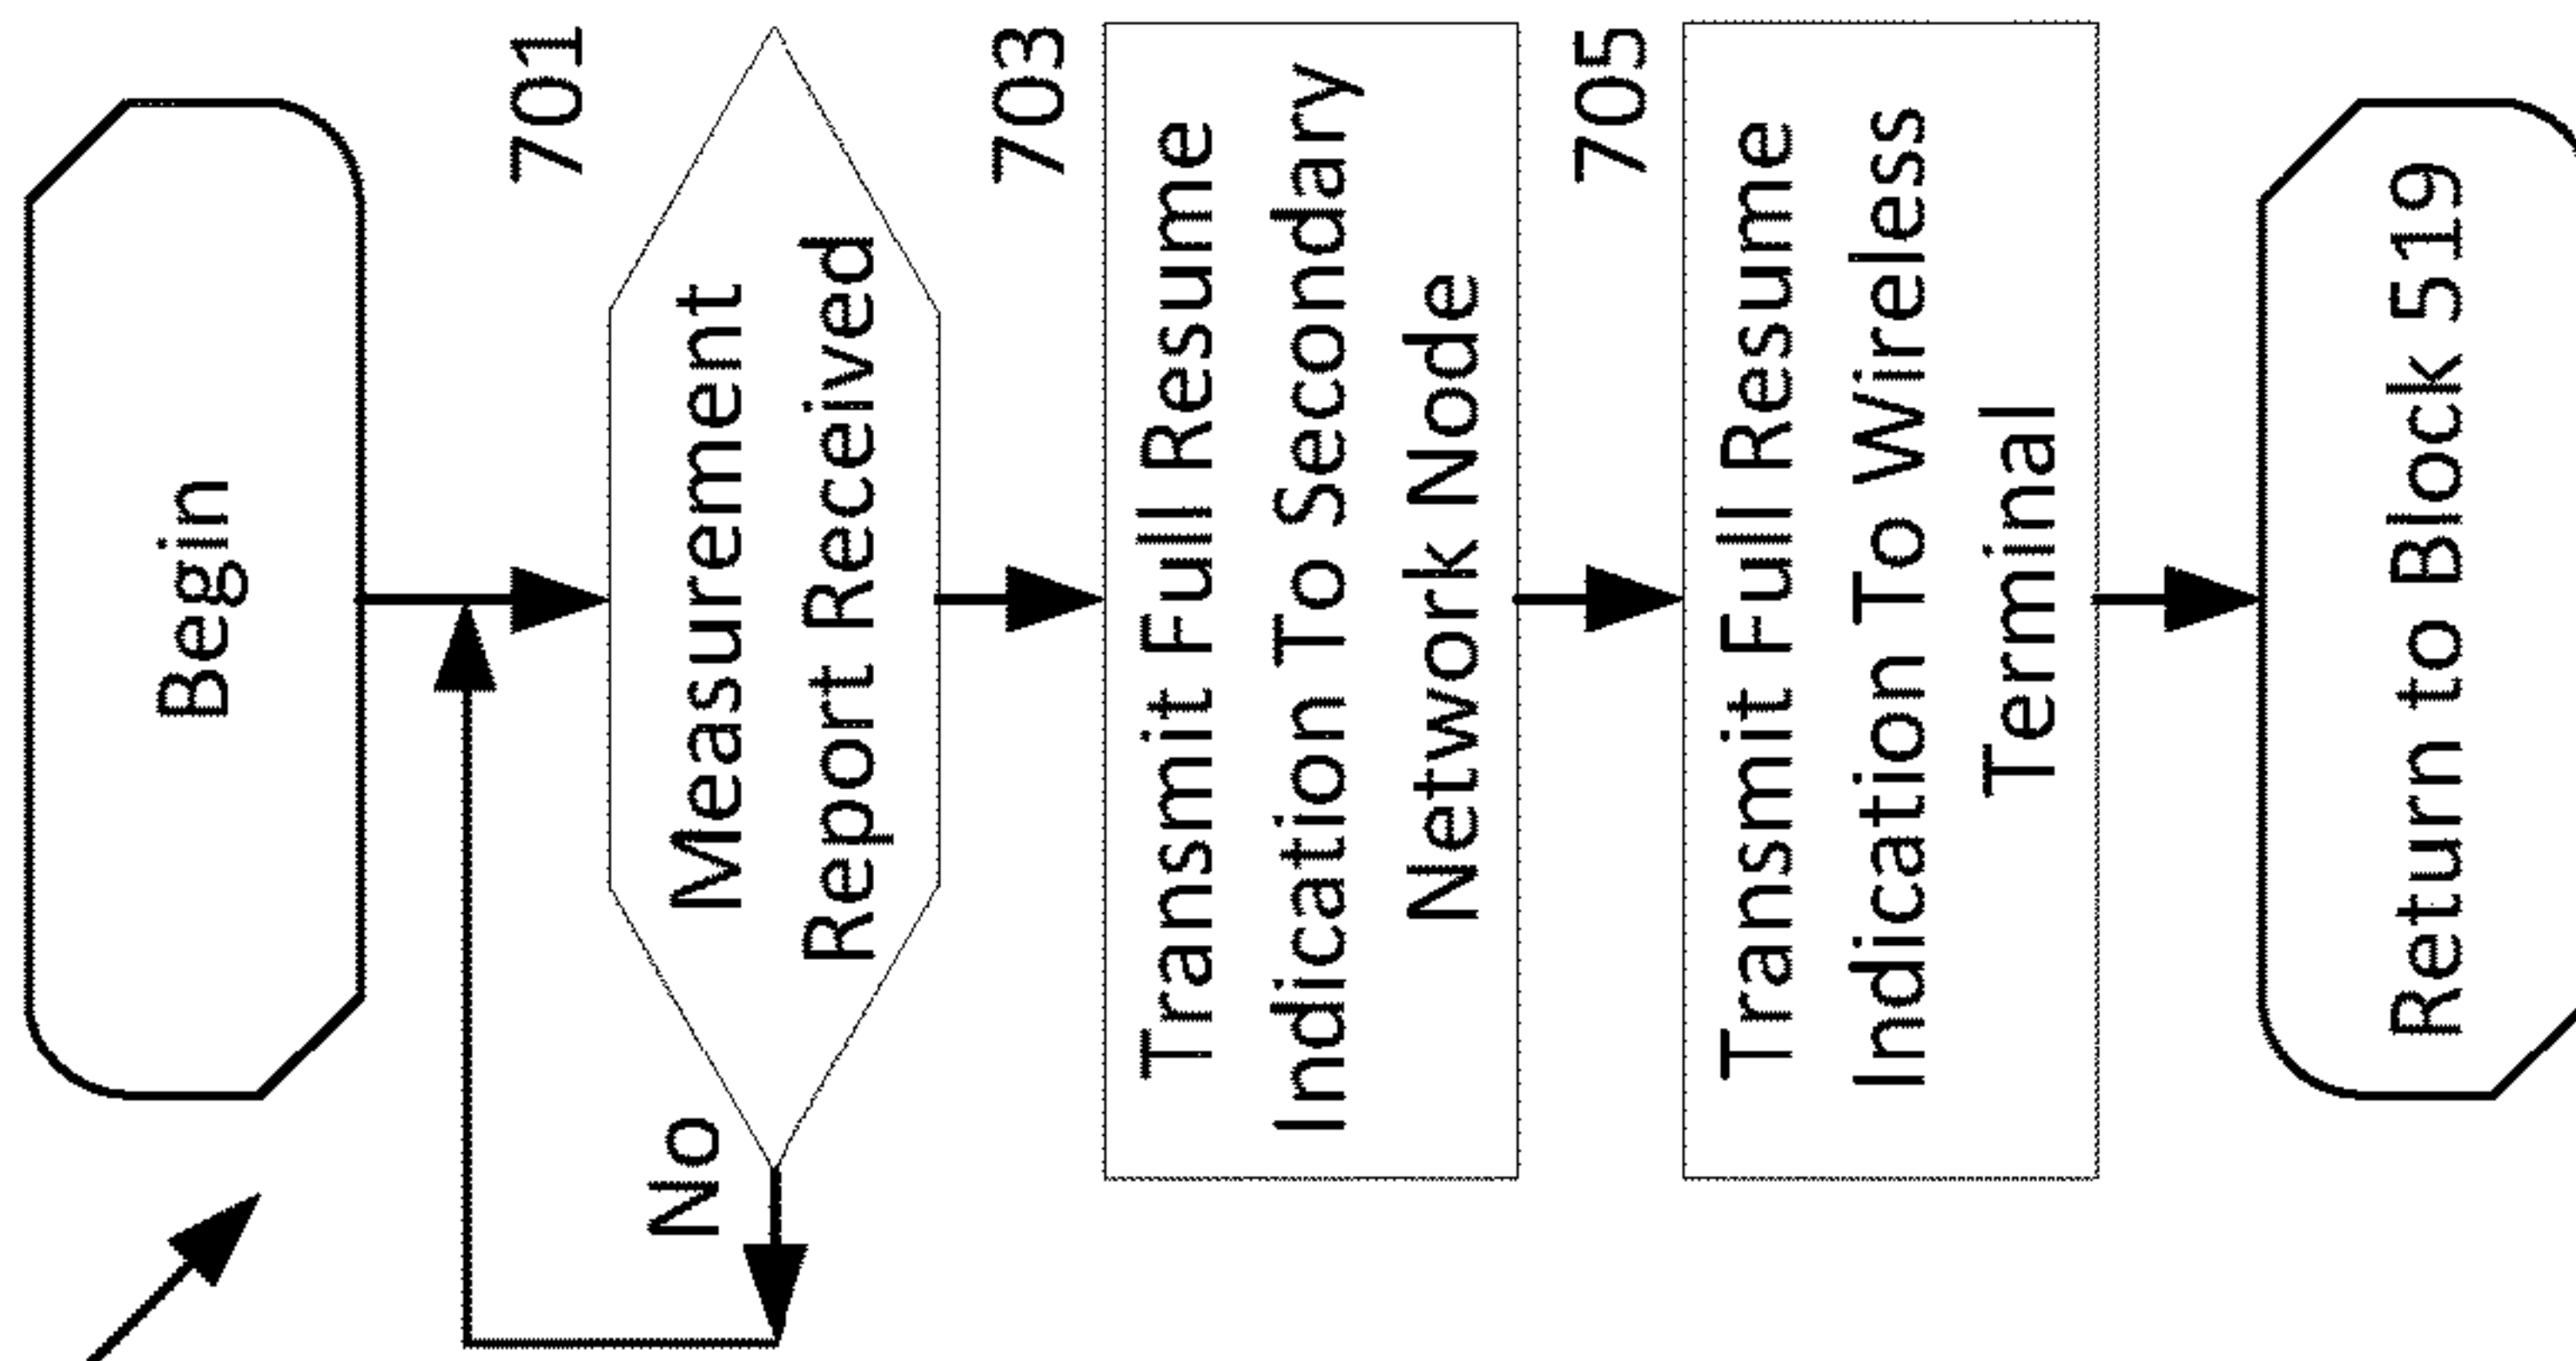 Begin
701
Measurement
Report Received
No
703
Transmit Full Resume
Indication To Secondary
Network Node
705
Transmit Full Resume
Indication To Wireless
Terminal
Return to Block 519